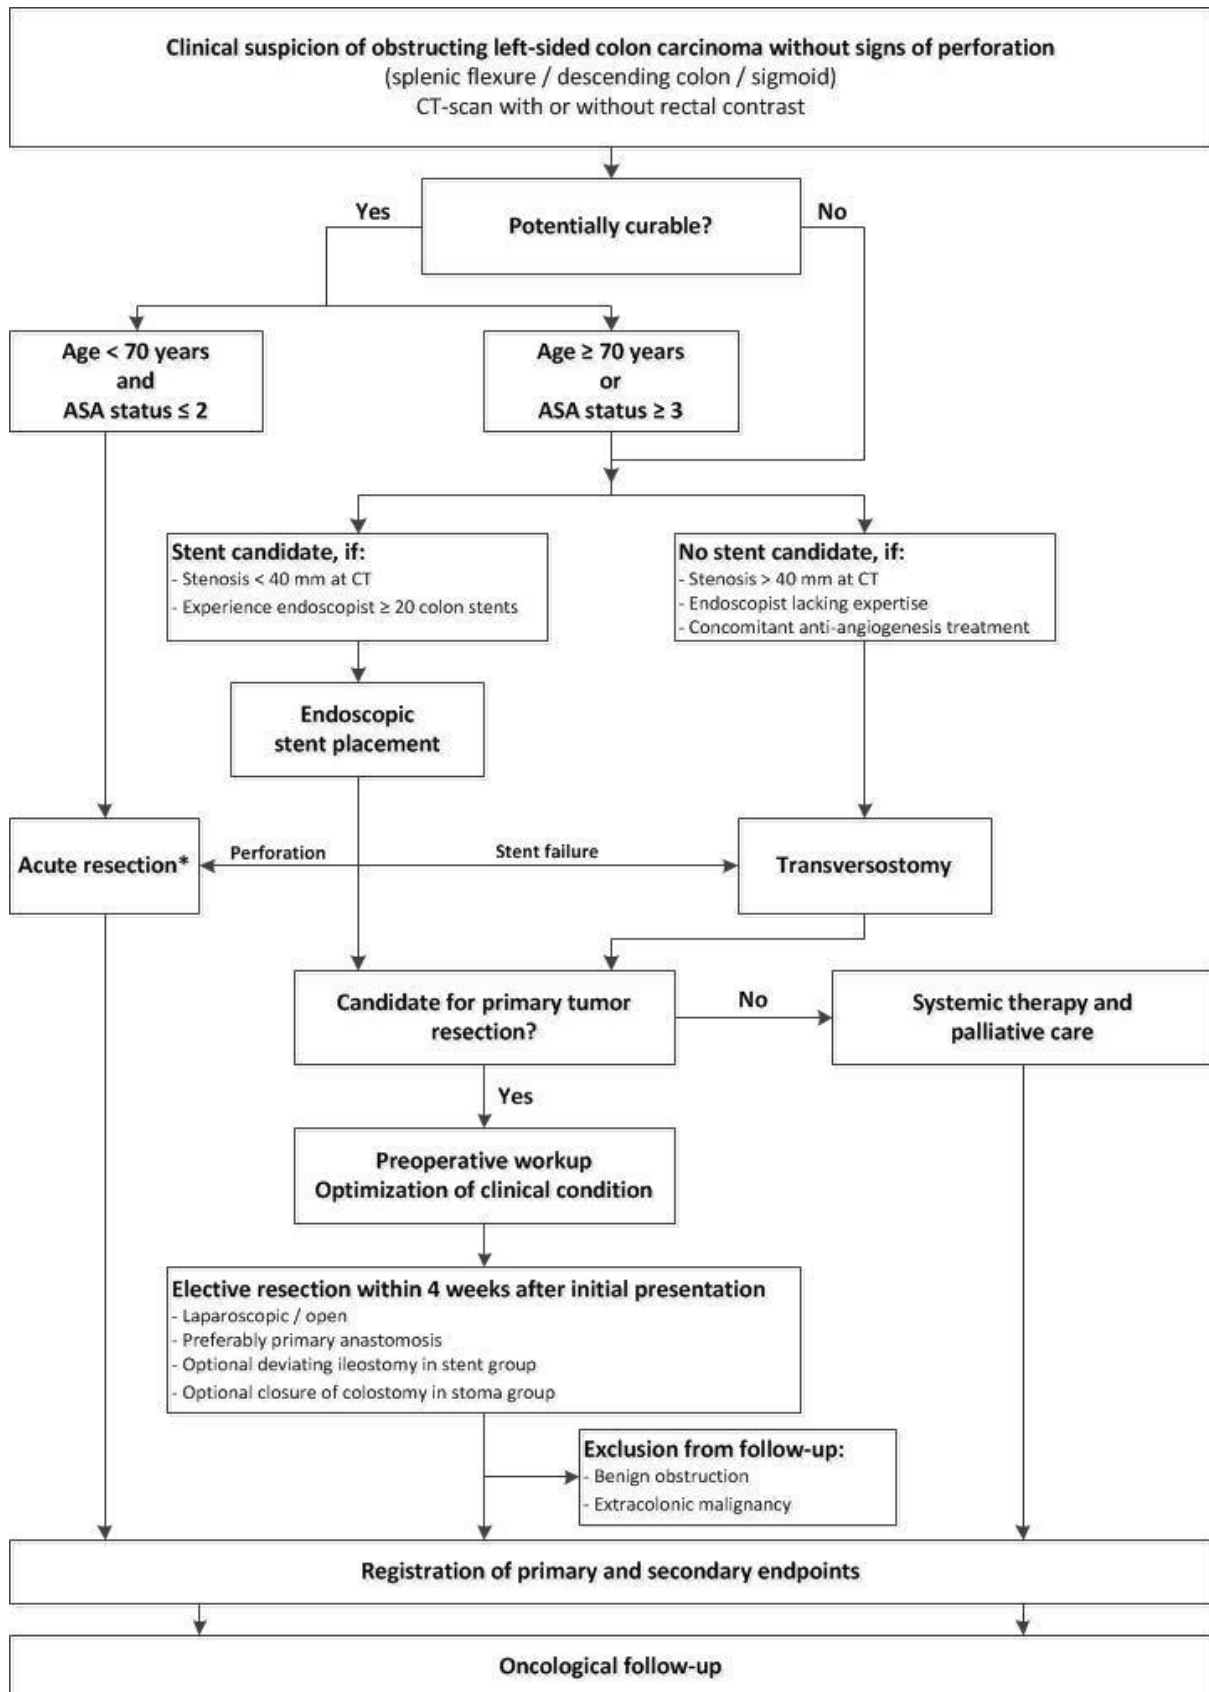 Clinical suspicion of obstructing left-sided colon carcinoma without signs of perforation
(splenic flexure / descending colon / sigmoid)
CT-scan with or without rectal contrast
Yes
Potentially curable?
No
Age < 70 years
and
ASA status ≤ 2
Age ≥ 70 years
or
ASA status ≥ 3
Stent candidate, if:
- Stenosis < 40 mm at CT
- Experience endoscopist ≥ 20 colon stents
No stent candidate, if:
- Stenosis > 40 mm at CT
- Endoscopist lacking expertise
- Concomitant anti-angiogenesis treatment
Endoscopic
stent placement
Acute resection*
Perforation
Stent failure
Transversostomy
Candidate for primary tumor
resection?
No
Systemic therapy and
palliative care
Yes
Preoperative workup
Optimization of clinical condition
Elective resection within 4 weeks after initial presentation
- Laparoscopic / open
- Preferably primary anastomosis
- Optional deviating ileostomy in stent group
- Optional closure of colostomy in stoma group
Exclusion from follow-up:
- Benign obstruction
- Extracolonic malignancy
Registration of primary and secondary endpoints
Oncological follow-up